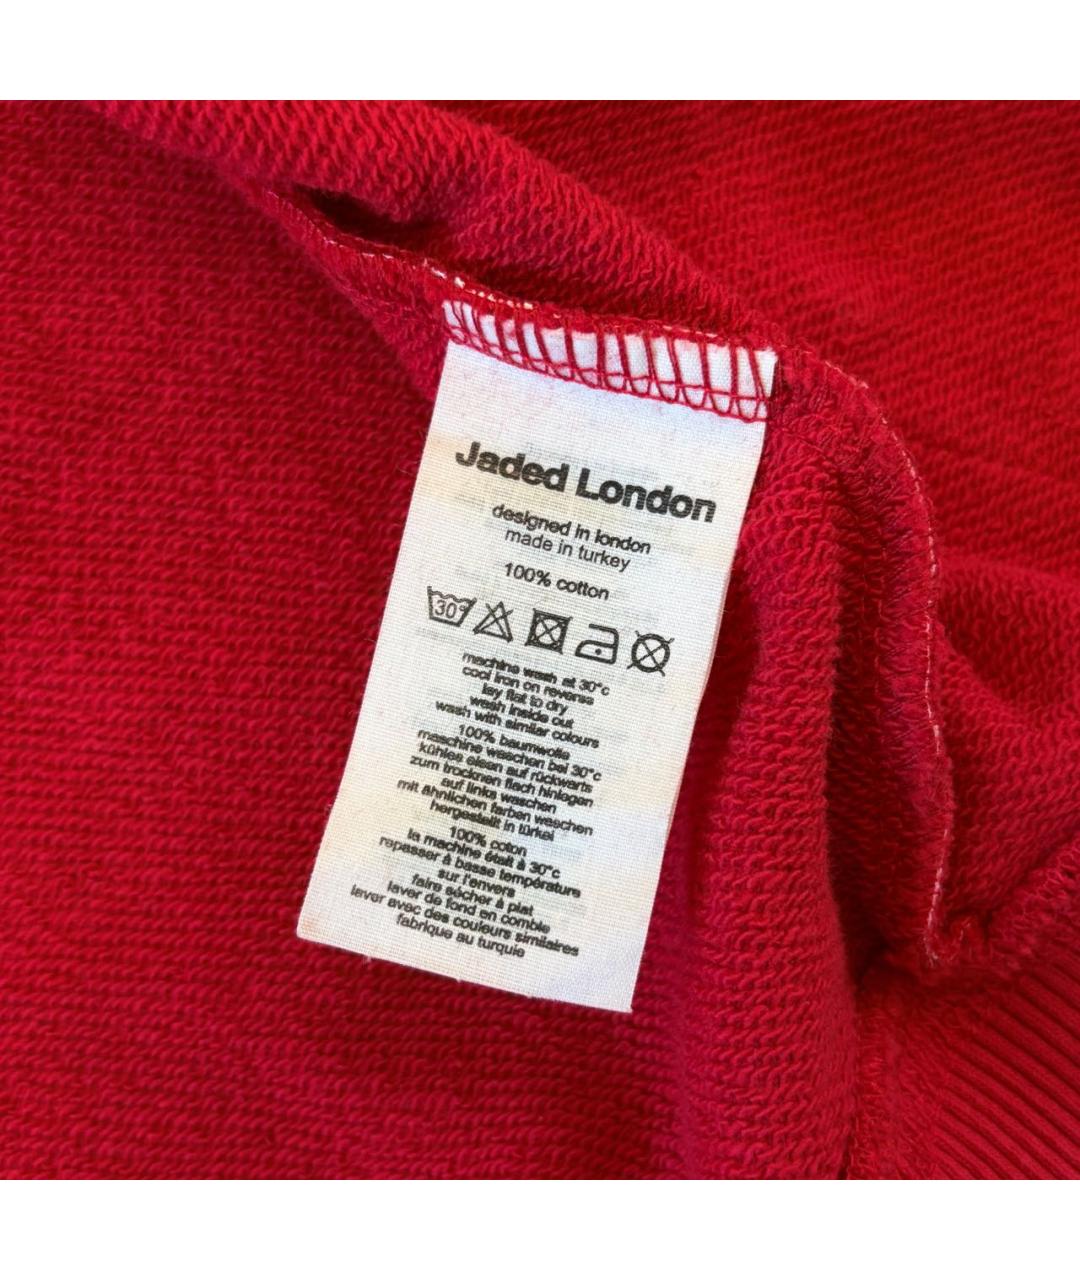 Jaded London
designed in london
made in turkey
100% cotton
30°
machine wash at 30°c
cool iron on reverse
lay flat to dry
wash inside out
wash with similar colours
100% baumwolle
maschine waschen bei 30°c
kühles eisen auf rückwarts
zum trocknen flach hinlegen
auf links waschen
mit ähnlichen farben waschen
hergestellt in türkei
100% coton
la machine était à 30°c
repasser à basse température
sur l'envers
faire sécher à plat
laver de fond en comble
laver avec des couleurs similaires
fabrique au turquie